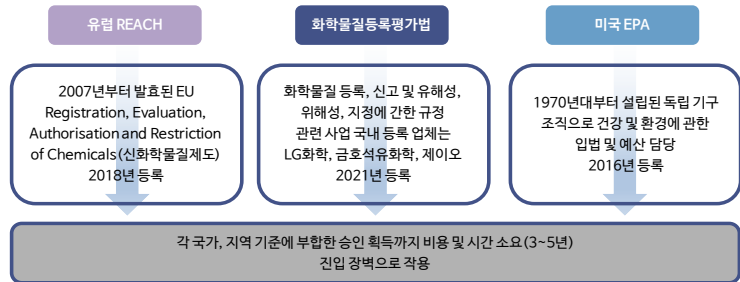 유럽 REACH
2007년부터 발효된 EU
Registration, Evaluation,
Authorisation and Restriction
of Chemicals(신화학물질제도)
2018년 등록
화학물질등록평가법
화학물질 등록, 신고 및 유해성,
위해성, 지정에 간한 규정
관련 사업 국내 등록 업체는
LG화학, 금호석유화학, 제이오
2021년 등록
미국 EPA
1970년대부터 설립된 독립 기구
조직으로 건강 및 환경에 관한
입법 및 예산 담당
2016년 등록
각 국가, 지역 기준에 부합한 승인 획득까지 비용 및 시간 소요(3~5년)
진입 장벽으로 작용